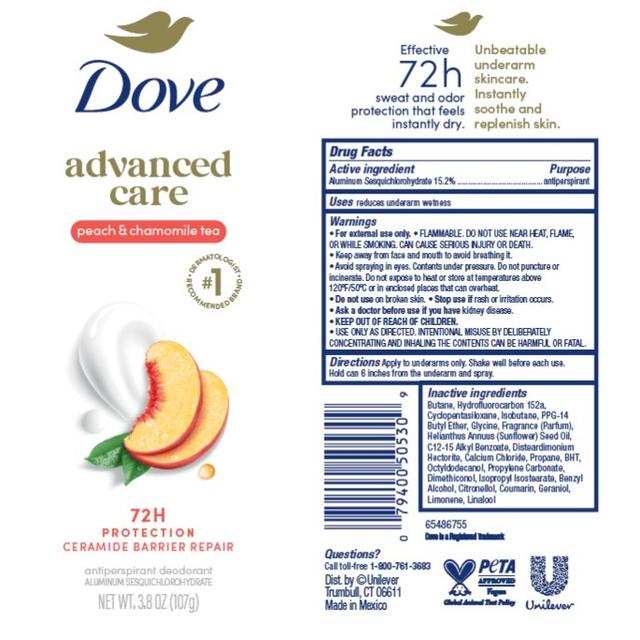 Dove
advanced
care
peach & chamomile tea
DERMATOLOGIST
#1
RECOMMENDED BRAND
72H
PROTECTION
CERAMIDE BARRIER REPAIR
antiperspirant deodorant
ALUMINUM SESQUICHLOROHYDRATE
NET WT. 3.8 OZ (107g)
Effective
72h
sweat and odor
protection that feels
instantly dry.
Unbeatable
underarm
skincare.
Instantly
soothe and
replenish skin.
Drug Facts
Active ingredient Purpose
Aluminum Sesquichlorohydrate 15.2% ........................................ antiperspirant
Uses reduces underarm wetness
Warnings
• For external use only. • FLAMMABLE. DO NOT USE NEAR HEAT, FLAME,
OR WHILE SMOKING. CAN CAUSE SERIOUS INJURY OR DEATH.
• Keep away from face and mouth to avoid breathing it.
• Avoid spraying in eyes. Contents under pressure. Do not puncture or
incinerate. Do not expose to heat or store at temperatures above
120ºF/50ºC or in enclosed places that can overheat.
• Do not use on broken skin. • Stop use if rash or irritation occurs.
• Ask a doctor before use if you have kidney disease.
• KEEP OUT OF REACH OF CHILDREN.
• USE ONLY AS DIRECTED. INTENTIONAL MISUSE BY DELIBERATELY
CONCENTRATING AND INHALING THE CONTENTS CAN BE HARMFUL OR FATAL.
Directions Apply to underarms only. Shake well before each use.
Hold can 6 inches from the underarm and spray.
Inactive ingredients
Butane, Hydrofluorocarbon 152a,
Cyclopentasiloxane, Isobutane, PPG-14
Butyl Ether, Glycine, Fragrance (Parfum),
Helianthus Annuus (Sunflower) Seed Oil,
C12-15 Alkyl Benzoate, Disteardimonium
Hectorite, Calcium Chloride, Propane, BHT,
Octyldodecanol, Propylene Carbonate,
Dimethiconol, Isopropyl Isostearate, Benzyl
Alcohol, Citronellol, Coumarin, Geraniol,
Limonene, Linalool
0 79400 50530 9
65486755
Dove is a Registered Trademark
Questions?
Call toll-free 1-800-761-3683
Dist. by ©Unilever
Trumbull, CT 06611
Made in Mexico
PETA
APPROVED
Vegan
Global Animal Test Policy
Unilever